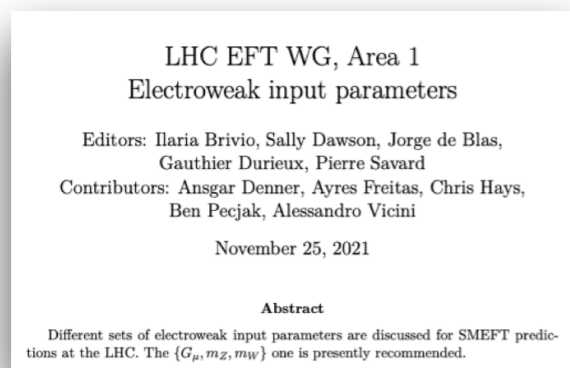 LHC EFT WG, Area 1
Electroweak input parameters
Editors: Ilaria Brivio, Sally Dawson, Jorge de Blas,
Gauthier Durieux, Pierre Savard
Contributors: Ansgar Denner, Ayres Freitas, Chris Hays,
Ben Pecjak, Alessandro Vicini
November 25, 2021
Abstract
Different sets of electroweak input parameters are discussed for SMEFT predic-
tions at the LHC. The {G_μ, m_Z, m_W} one is presently recommended.